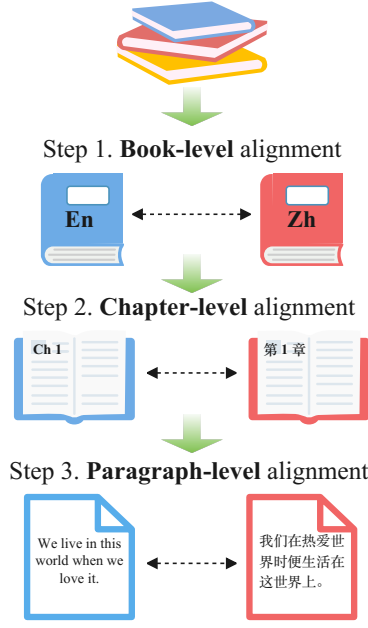 Step 1. Book-level alignment
En
Zh
Step 2. Chapter-level alignment
Ch 1
第 1 章
Step 3. Paragraph-level alignment
We live in this
world when we
love it.
我们在热爱世
界时便生活在
这世界上。